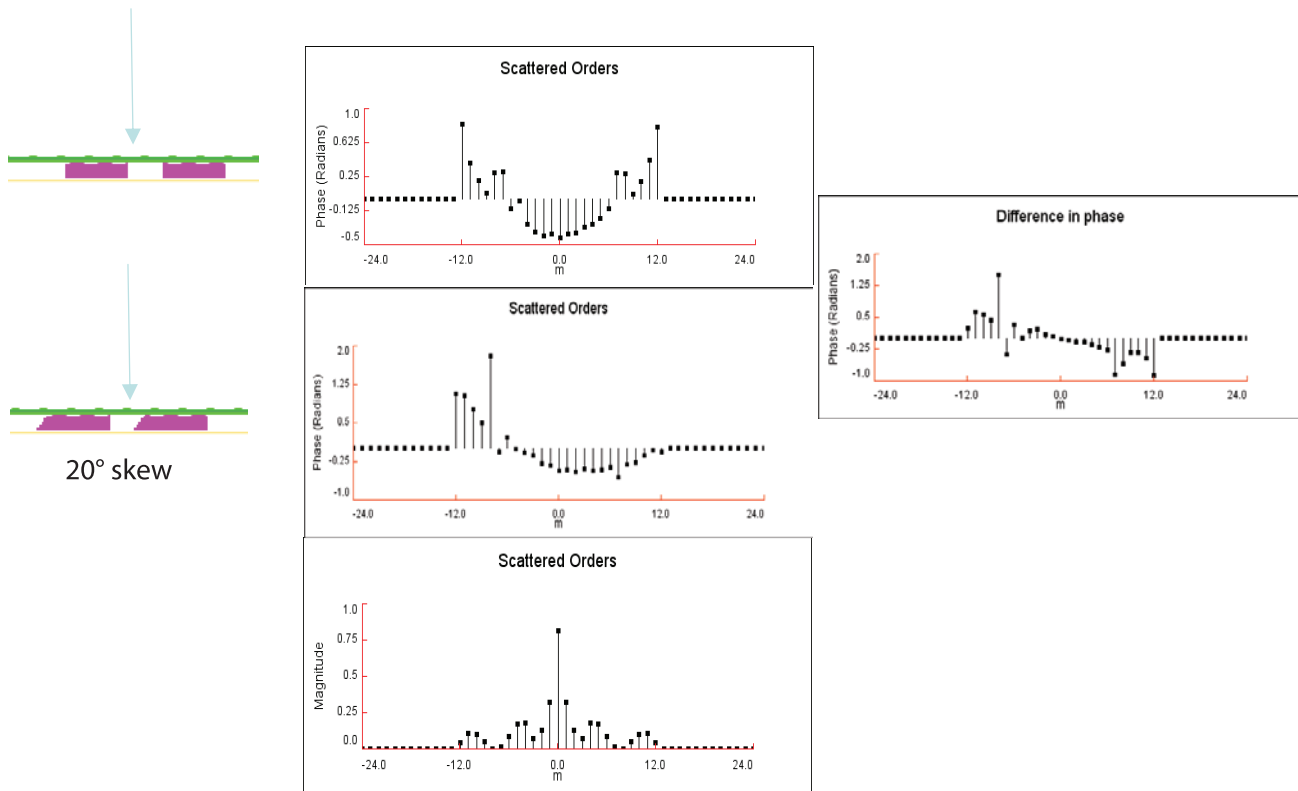 Scattered Orders
Phase (Radians)
1.0
0.625
0.25
-0.125
-0.5
-24.0 -12.0 0.0 12.0 24.0
m
Difference in phase
Phase (Radians)
2.0
1.25
0.5
-0.25
-1.0
-24.0 -12.0 0.0 12.0 24.0
m
20° skew
Scattered Orders
Phase (Radians)
2.0
1.25
0.5
-0.25
-1.0
-24.0 -12.0 0.0 12.0 24.0
m
Scattered Orders
Magnitude
1.0
0.75
0.5
0.25
0.0
-24.0 -12.0 0.0 12.0 24.0
m